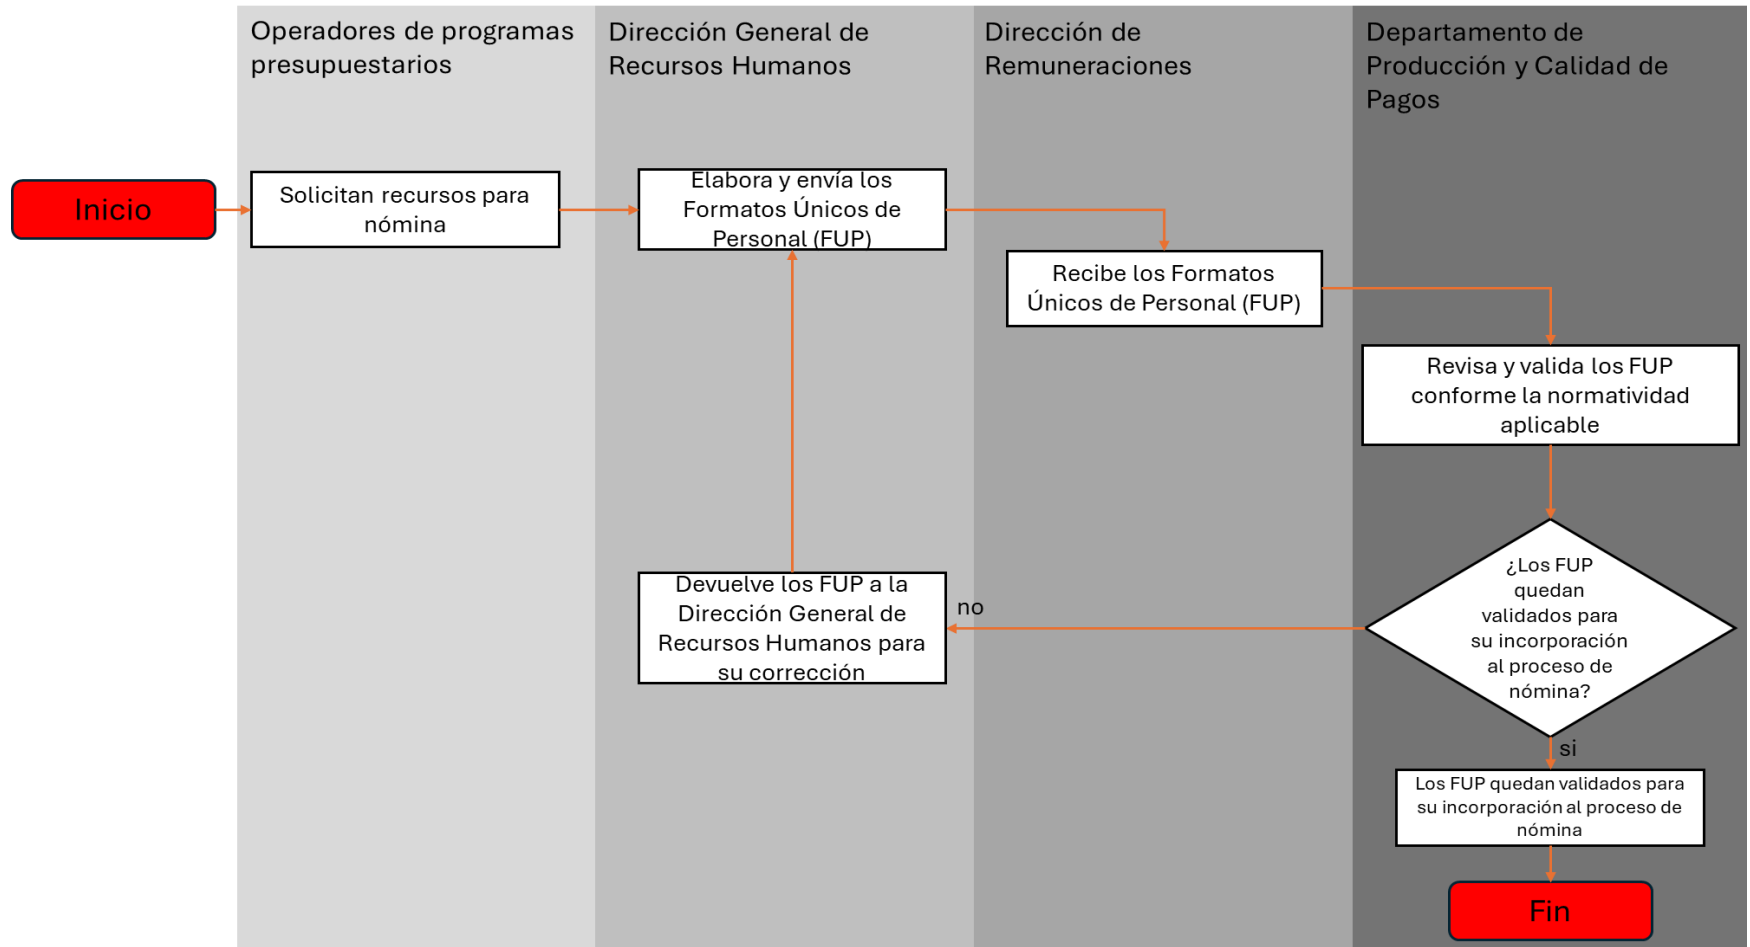 Operadores de programas
presupuestarios
Dirección General de
Recursos Humanos
Dirección de
Remuneraciones
Departamento de
Producción y Calidad de
Pagos
Inicio
Solicitan recursos para
nómina
Elabora y envía los
Formatos Únicos de
Personal (FUP)
Recibe los Formatos
Únicos de Personal (FUP)
Revisa y valida los FUP
conforme la normatividad
aplicable
¿Los FUP
quedan
validados para
su incorporación
al proceso de
nómina?
no
Devuelve los FUP a la
Dirección General de
Recursos Humanos para
su corrección
si
Los FUP quedan validados para
su incorporación al proceso de
nómina
Fin